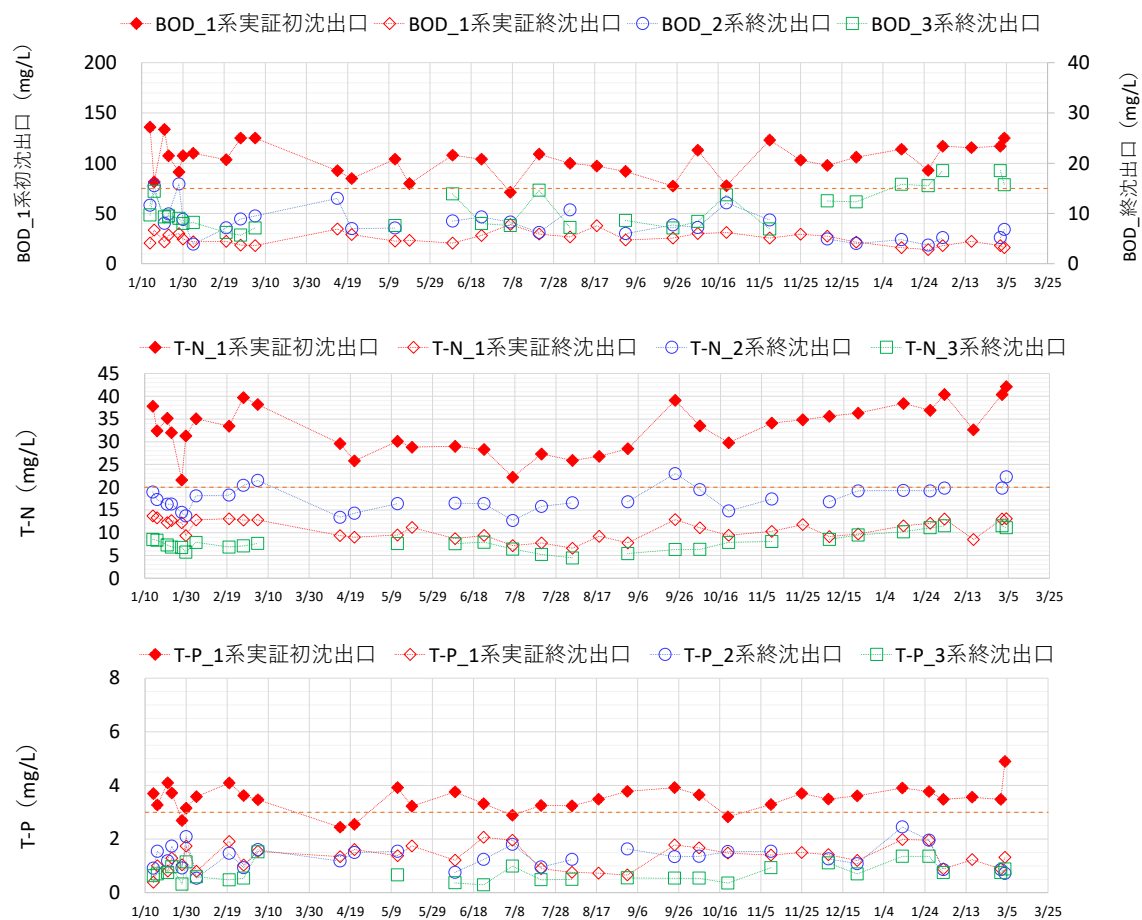 BOD_1系実証初沈出口 BOD_1系実証終沈出口 BOD_2系終沈出口 BOD_3系終沈出口
BOD_1系初沈出口（mg/L）
200
150
100
50
0
40
30
20
10
0
BOD_終沈出口（mg/L）
1/10 1/30 2/19 3/10 3/30 4/19 5/9 5/29 6/18 7/8 7/28 8/17 9/6 9/26 10/16 11/5 11/25 12/15 1/4 1/24 2/13 3/5 3/25
T-N_1系実証初沈出口 T-N_1系実証終沈出口 T-N_2系終沈出口 T-N_3系終沈出口
T-N（mg/L）
45
40
35
30
25
20
15
10
5
0
1/10 1/30 2/19 3/10 3/30 4/19 5/9 5/29 6/18 7/8 7/28 8/17 9/6 9/26 10/16 11/5 11/25 12/15 1/4 1/24 2/13 3/5 3/25
T-P_1系実証初沈出口 T-P_1系実証終沈出口 T-P_2系終沈出口 T-P_3系終沈出口
T-P（mg/L）
8
6
4
2
0
1/10 1/30 2/19 3/10 3/30 4/19 5/9 5/29 6/18 7/8 7/28 8/17 9/6 9/26 10/16 11/5 11/25 12/15 1/4 1/24 2/13 3/5 3/25